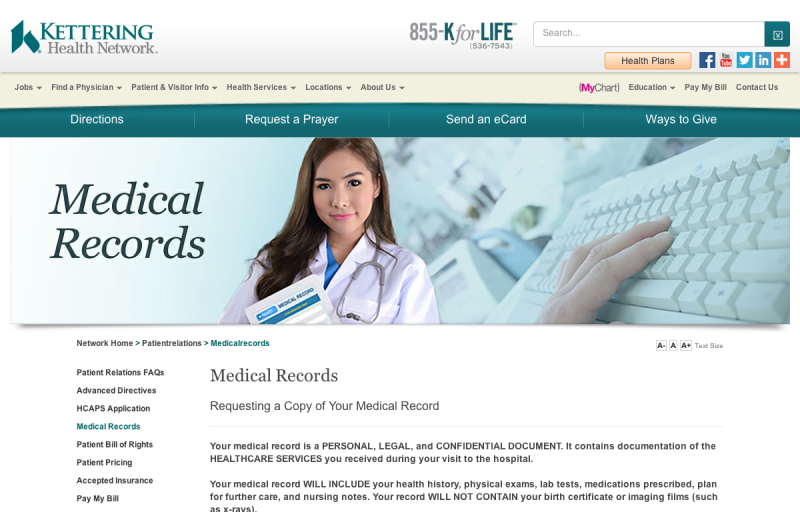 KETTERING
Health Network
855-KforLIFE
(536-7543)
Search...
Health Plans
You
Tube
Jobs
Find a Physician
Patient & Visitor Info
Health Services
Locations
About Us
(MyChart)
Education
Pay My Bill
Contact Us
Directions
Request a Prayer
Send an eCard
Ways to Give
Medical
Records
MEDICAL RECORD
Network Home > Patientrelations > Medicalrecords
A- A A+ Text Size
Patient Relations FAQs
Advanced Directives
HCAPS Application
Medical Records
Patient Bill of Rights
Patient Pricing
Accepted Insurance
Pay My Bill
Medical Records
Requesting a Copy of Your Medical Record
Your medical record is a PERSONAL, LEGAL, and CONFIDENTIAL DOCUMENT. It contains documentation of the
HEALTHCARE SERVICES you received during your visit to the hospital.
Your medical record WILL INCLUDE your health history, physical exams, lab tests, medications prescribed, plan
for further care, and nursing notes. Your record WILL NOT CONTAIN your birth certificate or imaging films (such
as x-rays).